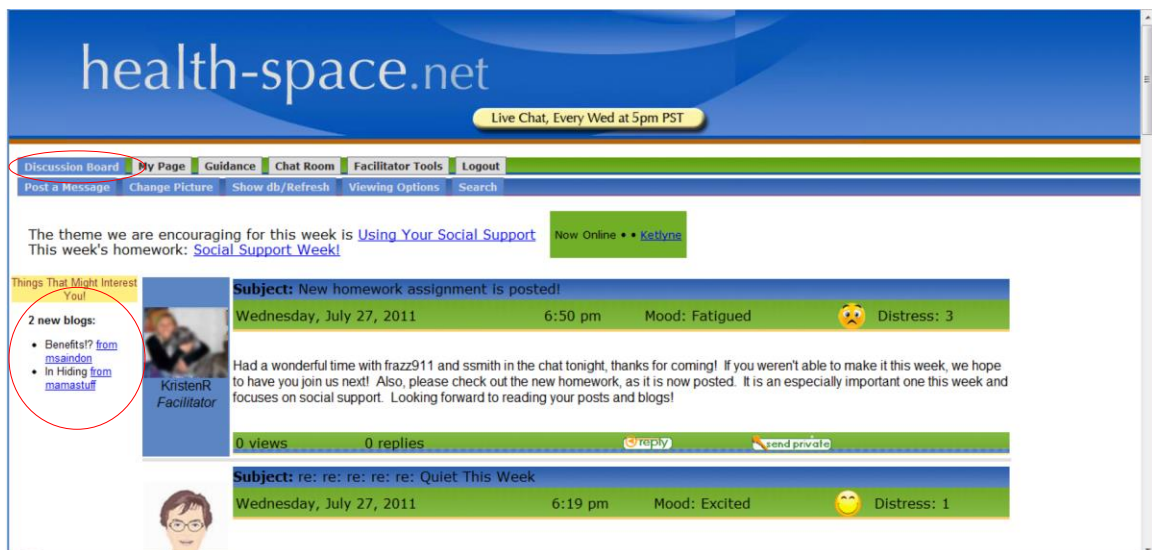 health-space.net
Live Chat, Every Wed at 5pm PST
Discussion Board My Page Guidance Chat Room Facilitator Tools Logout
Post a Message Change Picture Show db/Refresh Viewing Options Search
The theme we are encouraging for this week is Using Your Social Support
This week's homework: Social Support Week!
Now Online • • Ketlyne
Things That Might Interest
You!
2 new blogs:
• Benefits!? from
msaindon
• In Hiding from
mamastuff
KristenR
Facilitator
Subject: New homework assignment is posted!
Wednesday, July 27, 2011 6:50 pm Mood: Fatigued Distress: 3
Had a wonderful time with frazz911 and ssmith in the chat tonight, thanks for coming! If you weren't able to make it this week, we hope
to have you join us next! Also, please check out the new homework, as it is now posted. It is an especially important one this week and
focuses on social support. Looking forward to reading your posts and blogs!
0 views 0 replies reply send private
Subject: re: re: re: re: re: Quiet This Week
Wednesday, July 27, 2011 6:19 pm Mood: Excited Distress: 1